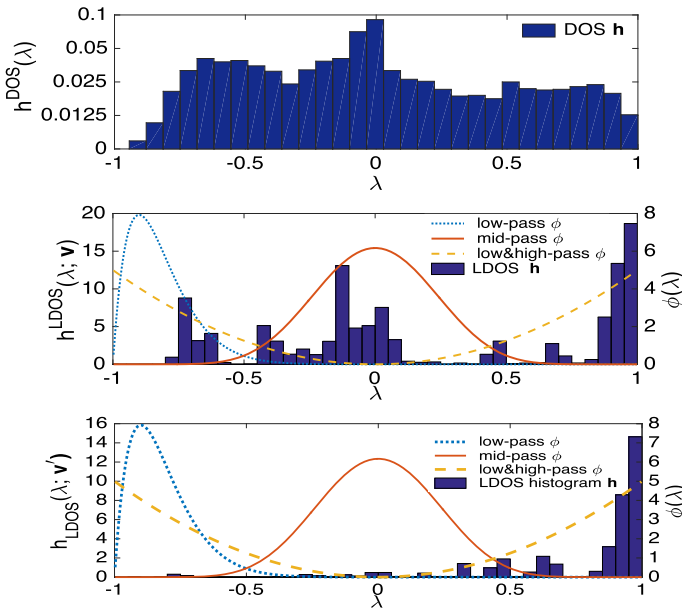 0.1
0.05
0.025
0.0125
0
-1
-0.5
0
0.5
1
λ
h^DOS(λ)
DOS h
20
15
10
5
0
8
6
4
2
0
-1
-0.5
0
0.5
1
λ
h^LDOS(λ; v)
ϕ(λ)
low-pass ϕ
mid-pass ϕ
low&high-pass ϕ
LDOS h
16
14
12
10
8
6
4
2
0
8
7
6
5
4
3
2
1
0
-1
-0.5
0
0.5
1
λ
h_LDOS(λ; v′)
ϕ(λ)
low-pass ϕ
mid-pass ϕ
low&high-pass ϕ
LDOS histogram h